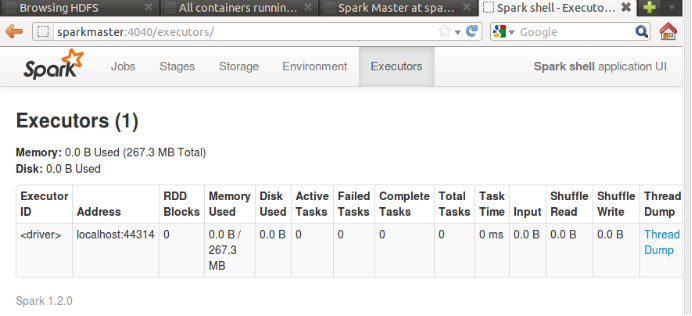 Browsing HDFS
All containers runnin...
Spark Master at spa...
Spark shell - Executo...
sparkmaster:4040/executors/
Google
Spark
Jobs
Stages
Storage
Environment
Executors
Spark shell application UI
Executors (1)
Memory: 0.0 B Used (267.3 MB Total)
Disk: 0.0 B Used
Executor ID
Address
RDD Blocks
Memory Used
Disk Used
Active Tasks
Failed Tasks
Complete Tasks
Total Tasks
Task Time
Input
Shuffle Read
Shuffle Write
Thread Dump
<driver>
localhost:44314
0
0.0 B / 267.3 MB
0.0 B
0
0
0
0
0 ms
0.0 B
0.0 B
0.0 B
Thread Dump
Spark 1.2.0